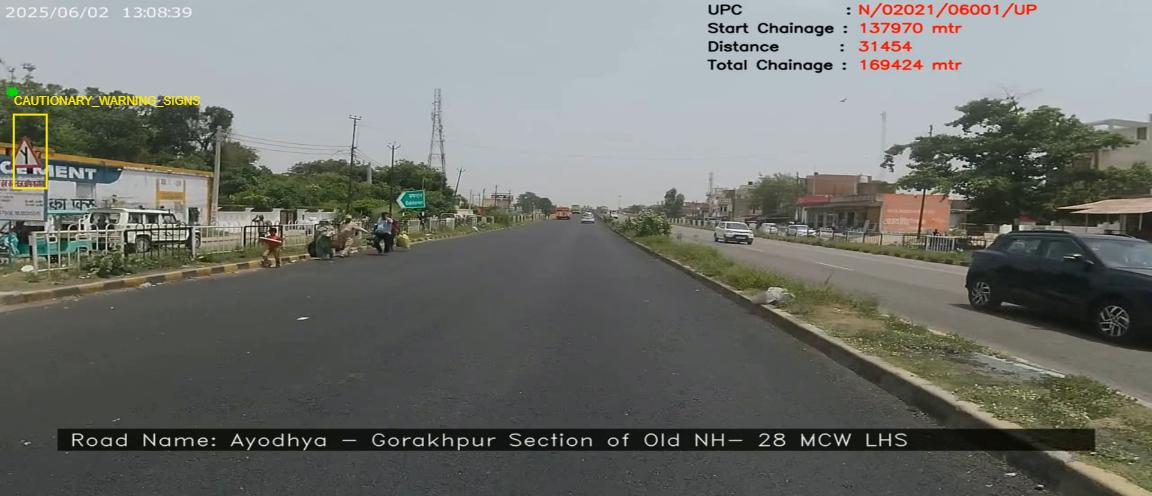 2025/06/02 13:08:39
UPC : N/02021/06001/UP
Start Chainage : 137970 mtr
Distance : 31454
Total Chainage : 169424 mtr
CAUTIONARY_WARNING_SIGNS
CEMENT
Road Name: Ayodhya - Gorakhpur Section of Old NH- 28 MCW LHS